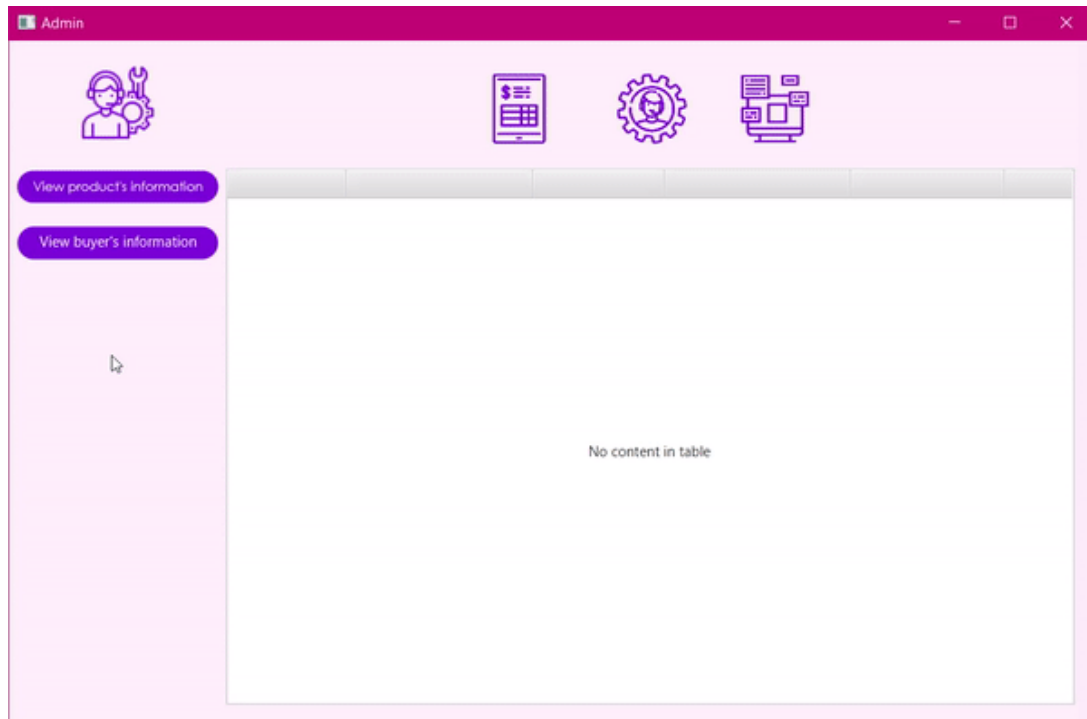 Admin
View product's information
View buyer's information
No content in table